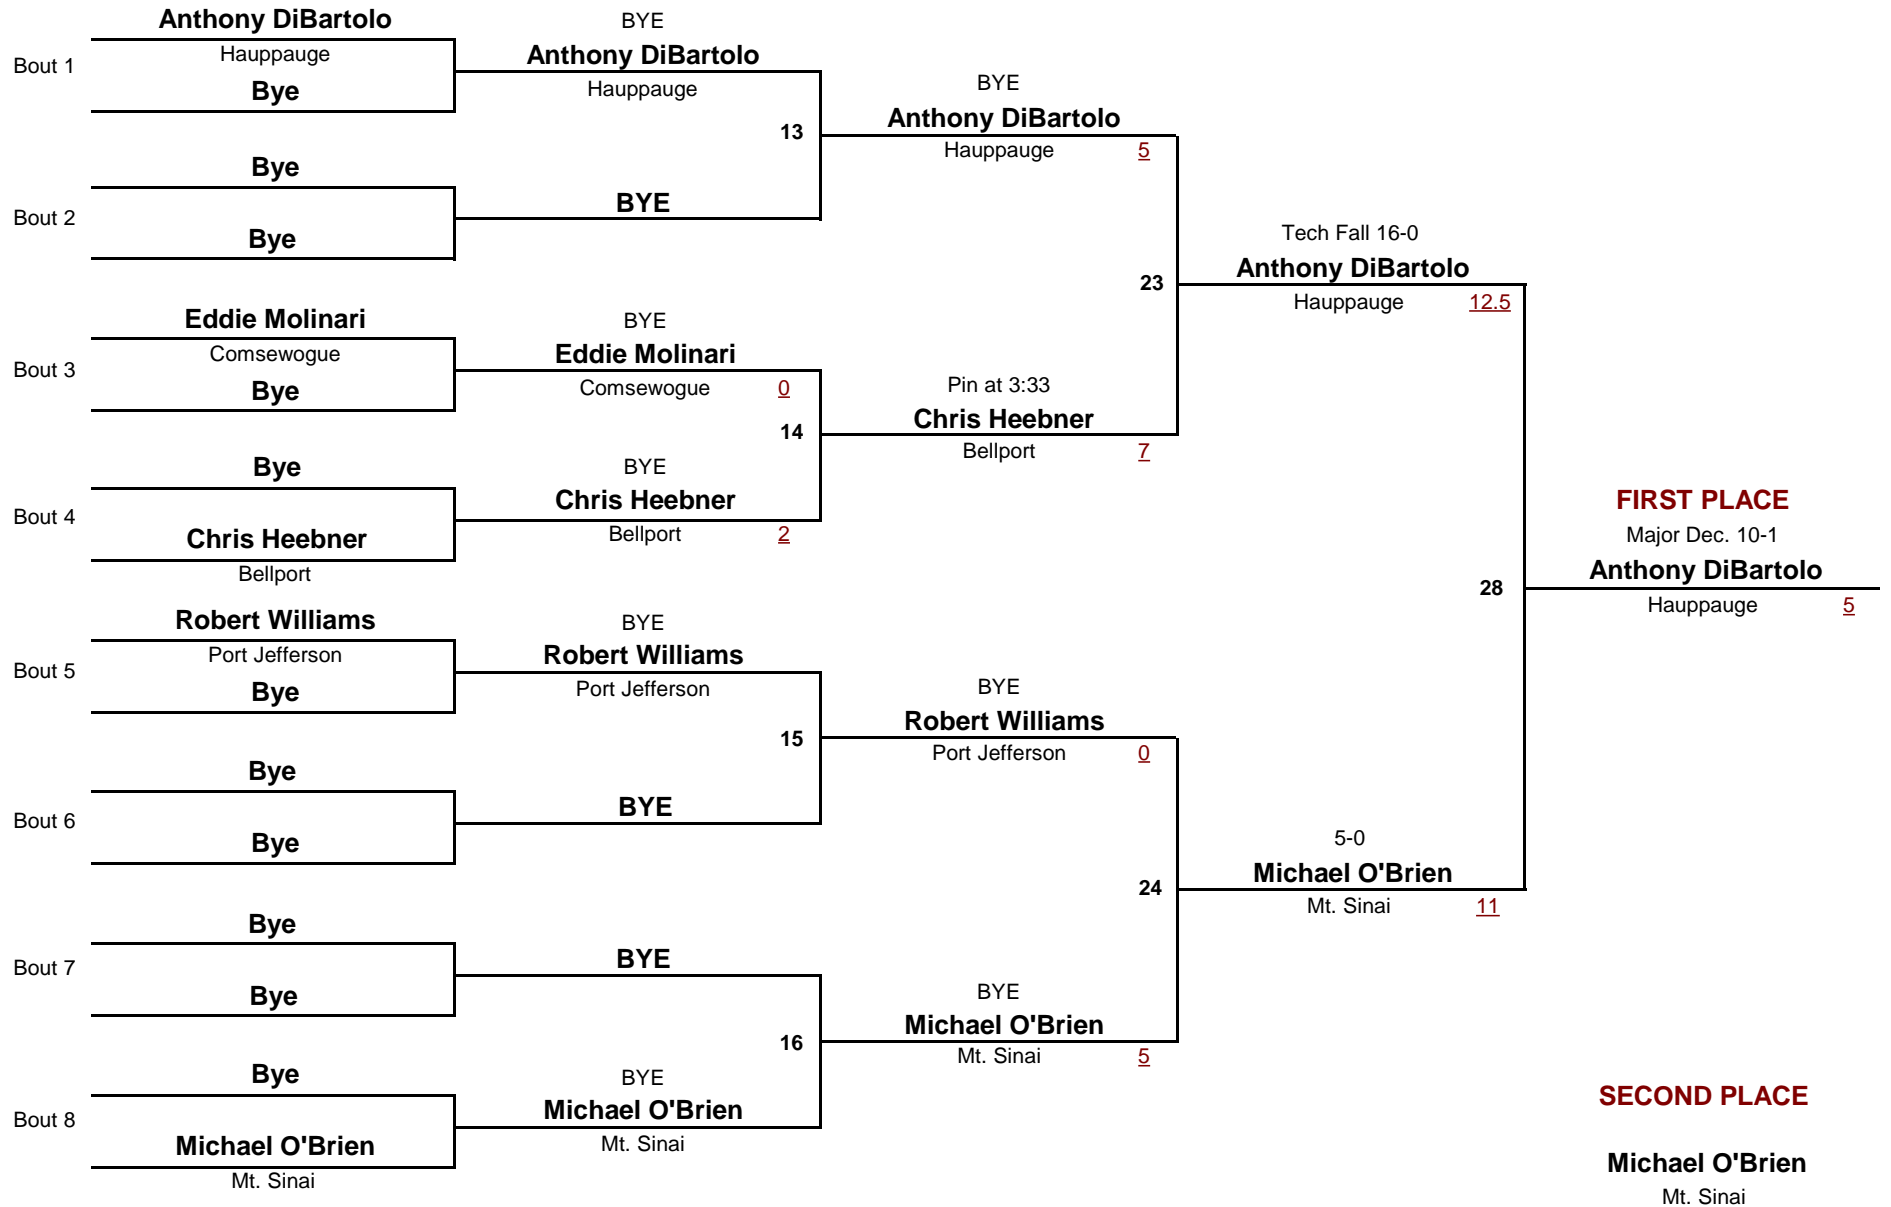 Anthony DiBartolo
Bout 1
Hauppauge
Bye
Bye
Bout 2
Bye
Eddie Molinari
Bout 3
Comsewogue
Bye
Bye
Bout 4
Chris Heebner
Bellport
Robert Williams
Bout 5
Port Jefferson
Bye
Bye
Bout 6
Bye
Bye
Bout 7
Bye
Bye
Bout 8
Michael O'Brien
Mt. Sinai
BYE
Anthony DiBartolo
Hauppauge
13
BYE
BYE
Eddie Molinari
Comsewogue 0
14
BYE
Chris Heebner
Bellport 2
BYE
Robert Williams
Port Jefferson
15
BYE
BYE
16
BYE
Michael O'Brien
Mt. Sinai
BYE
Anthony DiBartolo
Hauppauge 5
23
Pin at 3:33
Chris Heebner
Bellport 7
BYE
Robert Williams
Port Jefferson 0
24
BYE
Michael O'Brien
Mt. Sinai 5
Tech Fall 16-0
Anthony DiBartolo
Hauppauge 12.5
28
5-0
Michael O'Brien
Mt. Sinai 11
FIRST PLACE
Major Dec. 10-1
Anthony DiBartolo
Hauppauge 5
SECOND PLACE
Michael O'Brien
Mt. Sinai